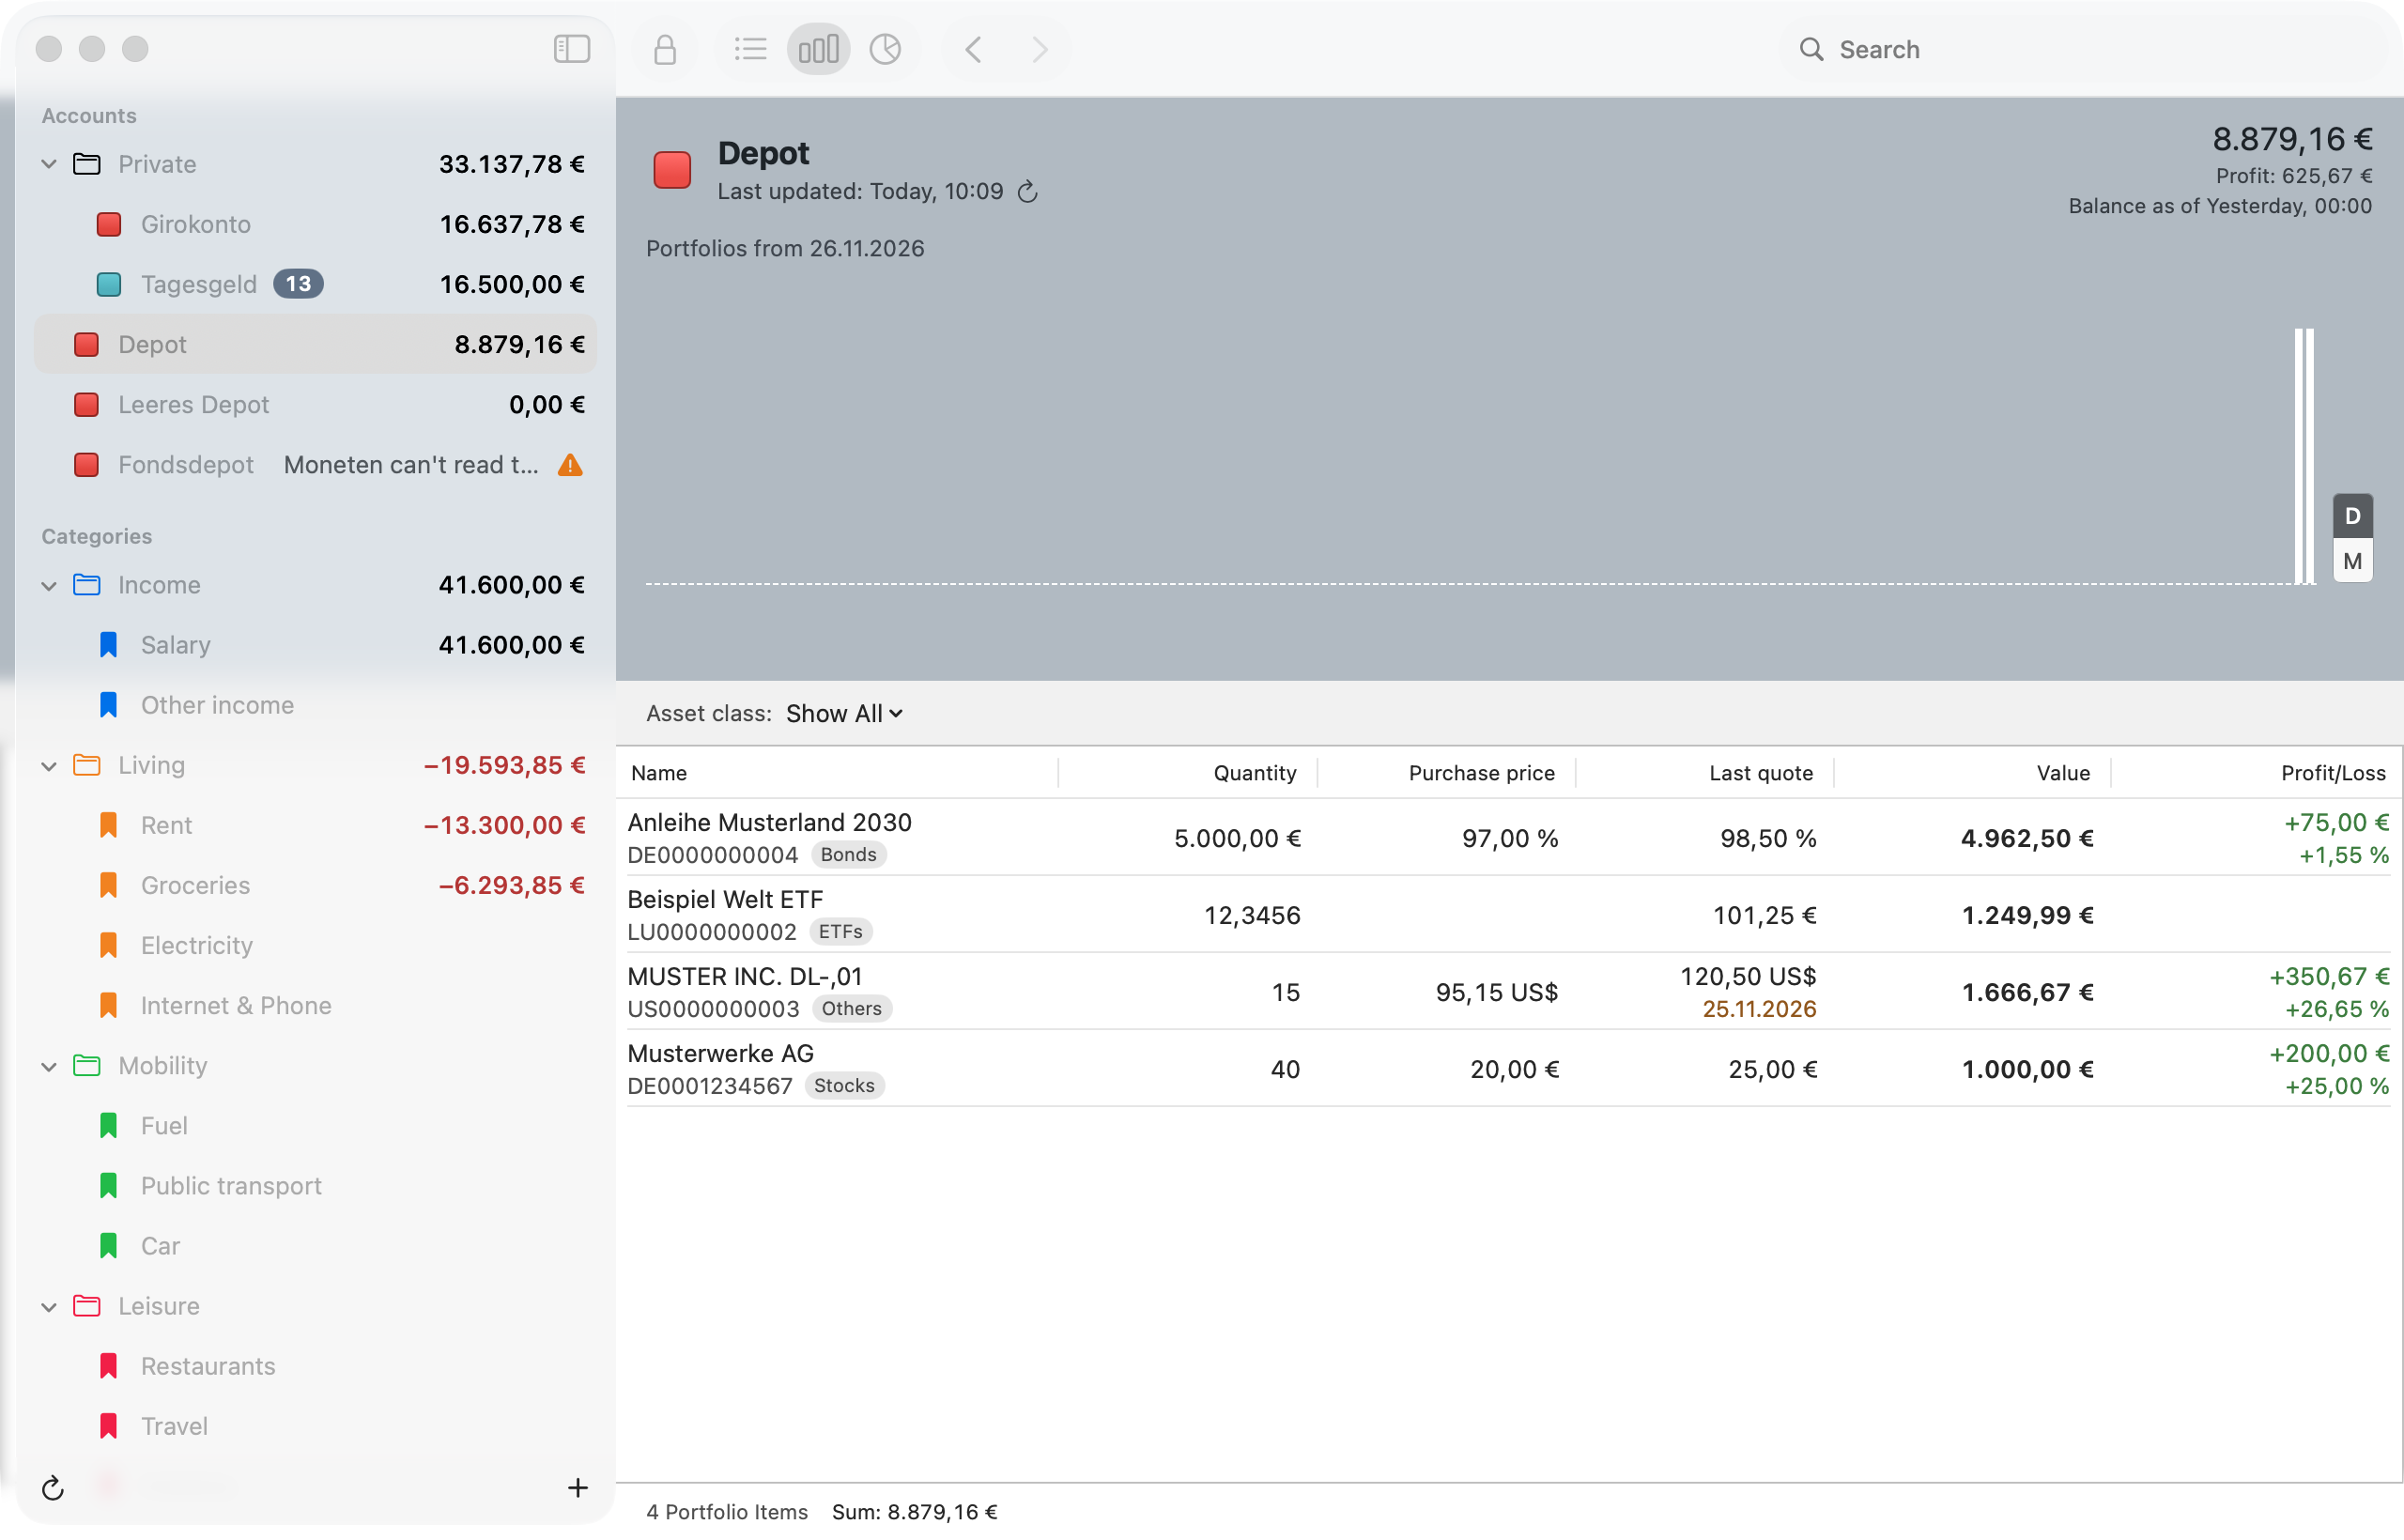 Search
Accounts
Private 33.137,78 €
Girokonto 16.637,78 €
Tagesgeld 13 16.500,00 €
Depot 8.879,16 €
Leeres Depot 0,00 €
Fondsdepot Moneten can't read t...
Categories
Income 41.600,00 €
Salary 41.600,00 €
Other income
Living −19.593,85 €
Rent −13.300,00 €
Groceries −6.293,85 €
Electricity
Internet & Phone
Mobility
Fuel
Public transport
Car
Leisure
Restaurants
Travel
Depot
Last updated: Today, 10:09
8.879,16 €
Profit: 625,67 €
Balance as of Yesterday, 00:00
Portfolios from 26.11.2026
D
M
Asset class: Show All
Name Quantity Purchase price Last quote Value Profit/Loss
Anleihe Musterland 2030 5.000,00 € 97,00 % 98,50 % 4.962,50 € +75,00 €
DE0000000004 Bonds +1,55 %
Beispiel Welt ETF 12,3456 101,25 € 1.249,99 €
LU0000000002 ETFs
MUSTER INC. DL-,01 15 95,15 US$ 120,50 US$ 1.666,67 € +350,67 €
US0000000003 Others 25.11.2026 +26,65 %
Musterwerke AG 40 20,00 € 25,00 € 1.000,00 € +200,00 €
DE0001234567 Stocks +25,00 %
4 Portfolio Items Sum: 8.879,16 €